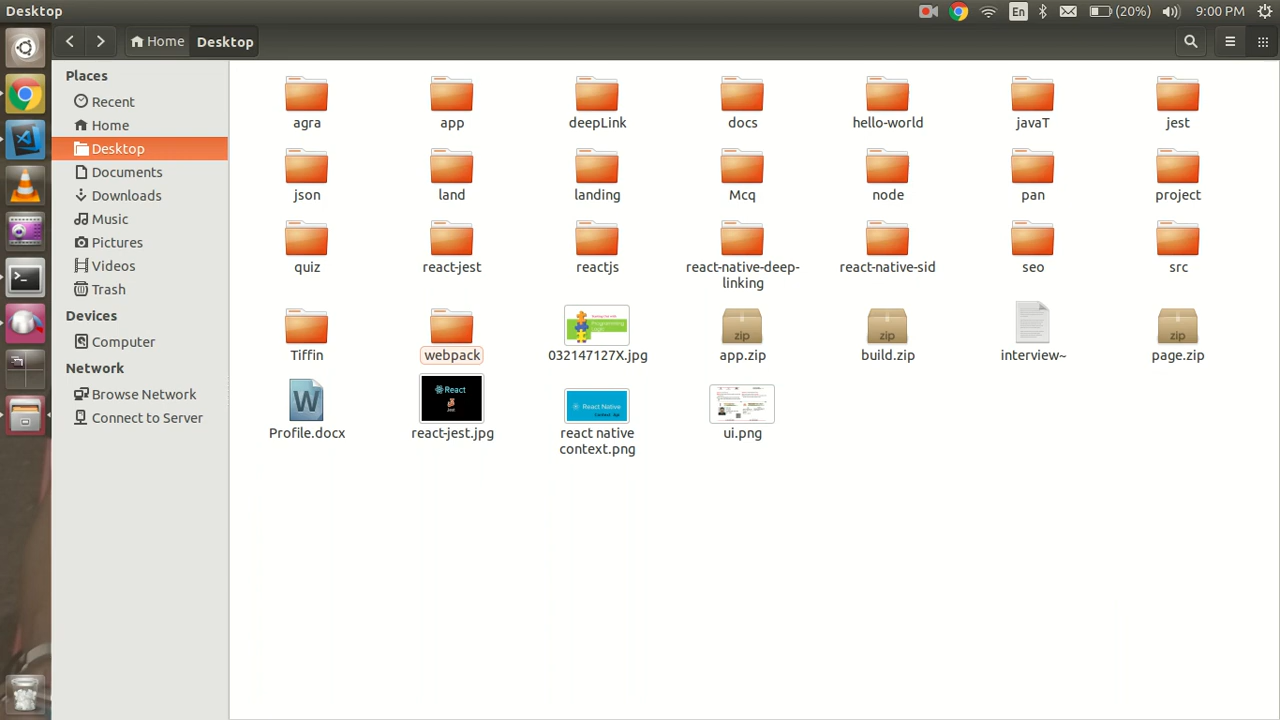 Desktop
En
(20%)
9:00 PM
Home
Desktop
Places
Recent
Home
Desktop
Documents
Downloads
Music
Pictures
Videos
Trash
Devices
Computer
Network
Browse Network
Connect to Server
agra
app
deepLink
docs
hello-world
javaT
jest
json
land
landing
Mcq
node
pan
project
quiz
react-jest
reactjs
react-native-deep-
linking
react-native-sid
seo
src
Tiffin
webpack
Programming
032147127X.jpg
zip
app.zip
zip
build.zip
interview~
zip
page.zip
W
Profile.docx
React
Jest
react-jest.jpg
React Native
react native
context.png
ui.png